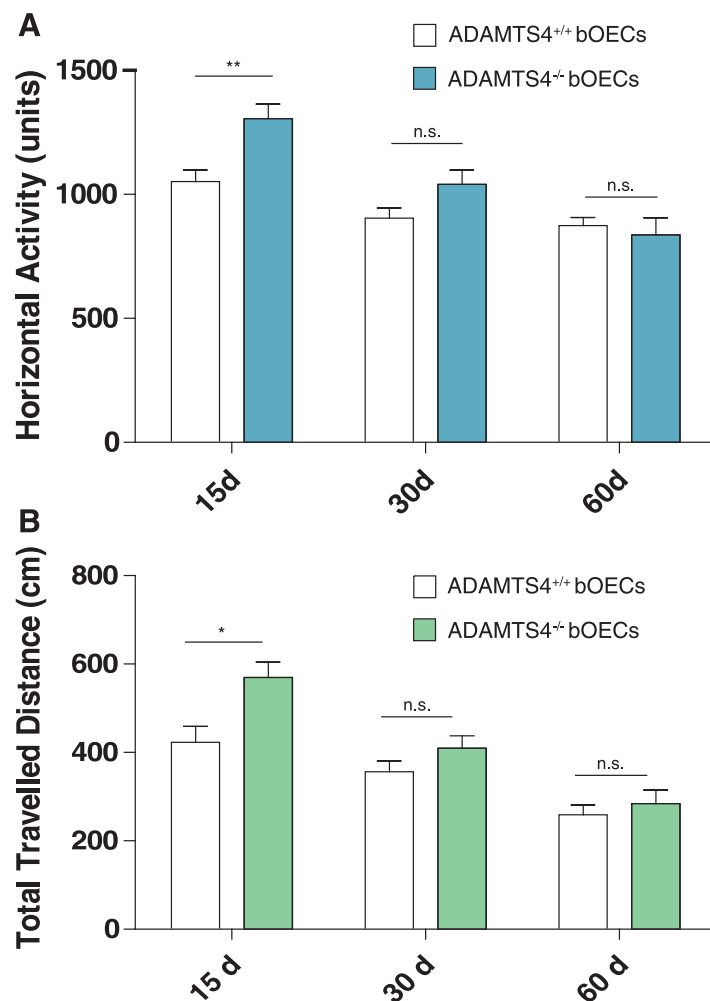 A
ADAMTS4+/+ bOECs
ADAMTS4-/- bOECs
Horizontal Activity (units)
1500
1000
500
0
**
n.s.
n.s.
15d
30d
60d
B
ADAMTS4+/+ bOECs
ADAMTS4-/- bOECs
Total Travelled Distance (cm)
800
600
400
200
0
*
n.s.
n.s.
15 d
30 d
60 d